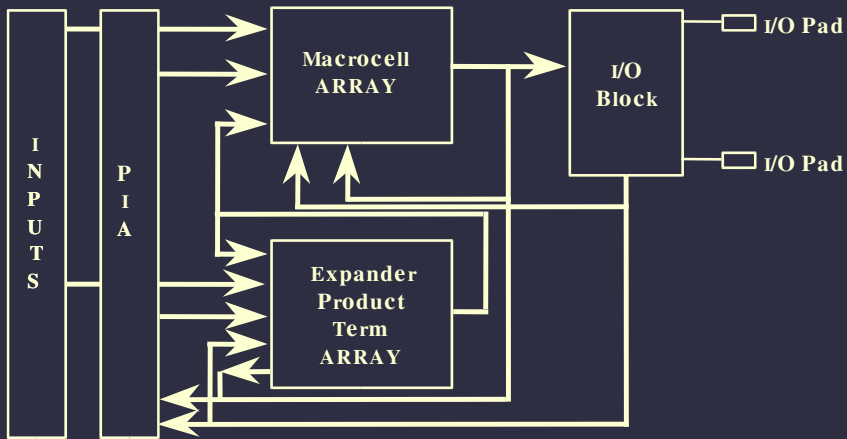 INPUTS
PIA
Macrocell
ARRAY
I/O
Block
I/O Pad
I/O Pad
Expander
Product
Term
ARRAY